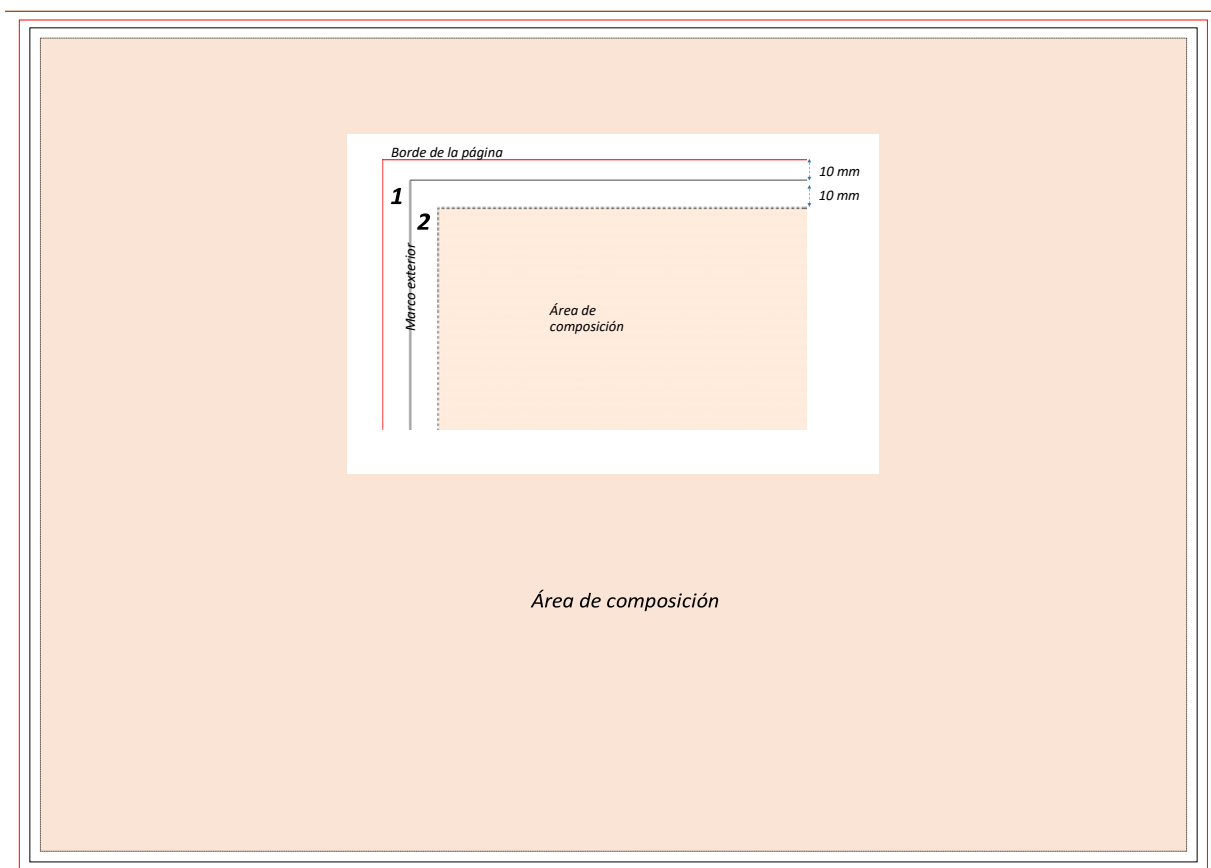 Borde de la página
10 mm
1
10 mm
2
Marco exterior
Área de
composición
Área de composición